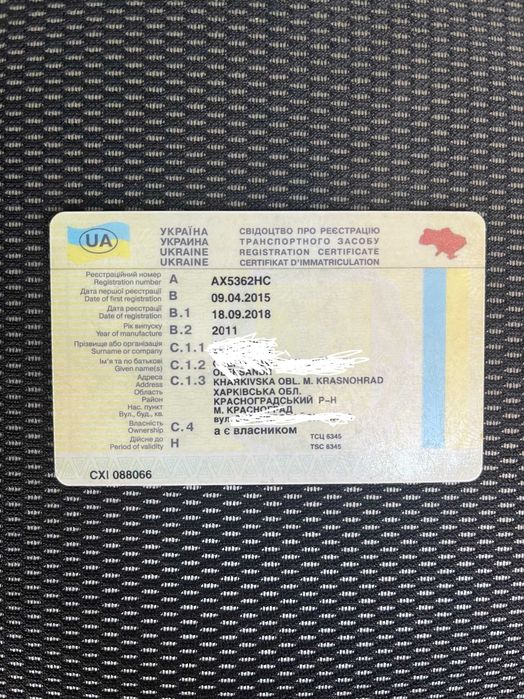 UA
УКРАЇНА
УКРАИНА
UKRAINE
UKRAINE
СВІДОЦТВО ПРО РЕЄСТРАЦІЮ
ТРАНСПОРТНОГО ЗАСОБУ
REGISTRATION CERTIFICATE
CERTIFIKAT D'IMMATRICULATION
Реєстраційний номер
Registration number A AX5362HC
Дата першої реєстрації
Date of first registration B 09.04.2015
Дата реєстрації
Date of registration B.1 18.09.2018
Рік випуску
Year of manufacture B.2 2011
Прізвище або організація
Surname or company C.1.1
Ім'я та по батькові
Given name(s) C.1.2
Адреса C.1.3 KHARKIVSKA OBL. M. KRASNOHRAD
Address
Область ХАРКІВСЬКА ОБЛ.
Район КРАСНОГРАДСЬКИЙ Р-Н
Нас. пункт М. КРАСНОГРАД
Вул., буд., кв. вул.
Власність
Ownership C.4 а є власником ТСЦ 6345
Дійсне до
Period of validity H TSC 6345
CXI 088066